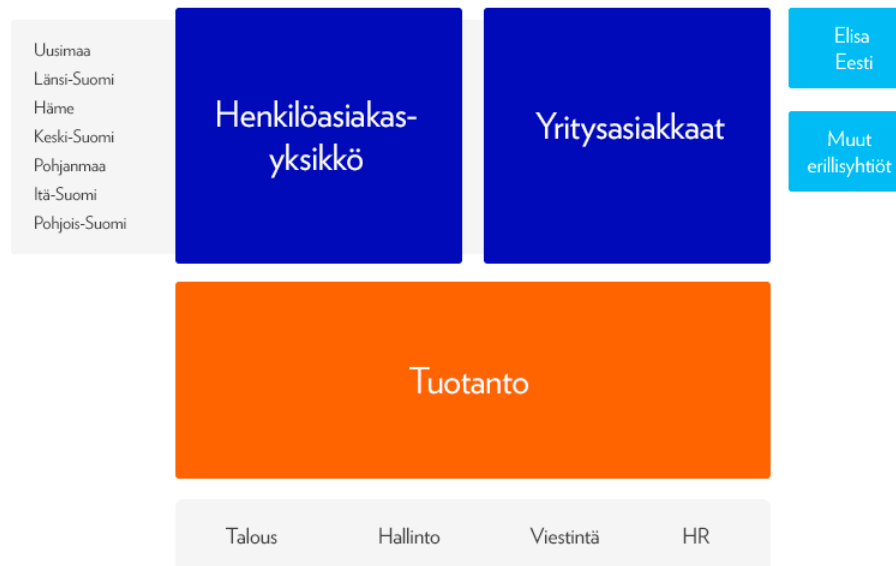 Uusimaa
Länsi-Suomi
Häme
Keski-Suomi
Pohjanmaa
Itä-Suomi
Pohjois-Suomi
Henkilöasiakas-
yksikkö
Yritysasiakkaat
Elisa
Eesti
Muut
erillisyhtiöt
Tuotanto
Talous
Hallinto
Viestintä
HR